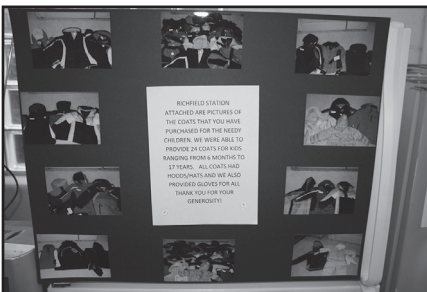 RICHFIELD STATION
ATTACHED ARE PICTURES OF
THE COATS THAT YOU HAVE
PURCHASED FOR THE NEEDY
CHILDREN. WE WERE ABLE TO
PROVIDE 24 COATS FOR KIDS
RANGING FROM 6 MONTHS TO
17 YEARS. ALL COATS HAD
HOODS/HATS AND WE ALSO
PROVIDED GLOVES FOR ALL
THANK YOU FOR YOUR
GENEROSITY!